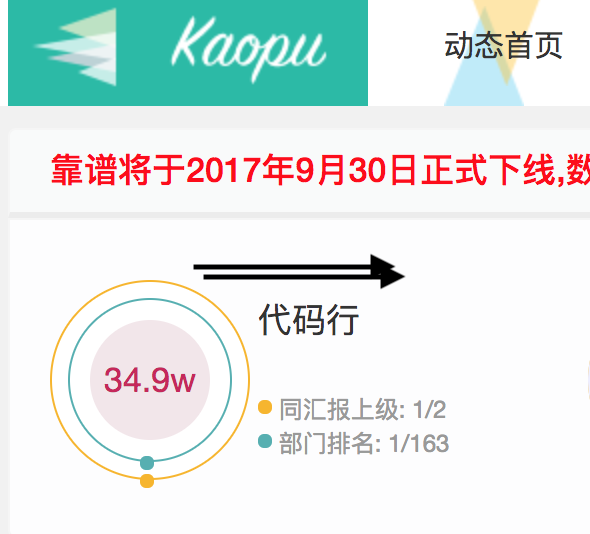 Kaopu
动态首页
靠谱将于2017年9月30日正式下线,数
代码行
34.9w
同汇报上级: 1/2
部门排名: 1/163